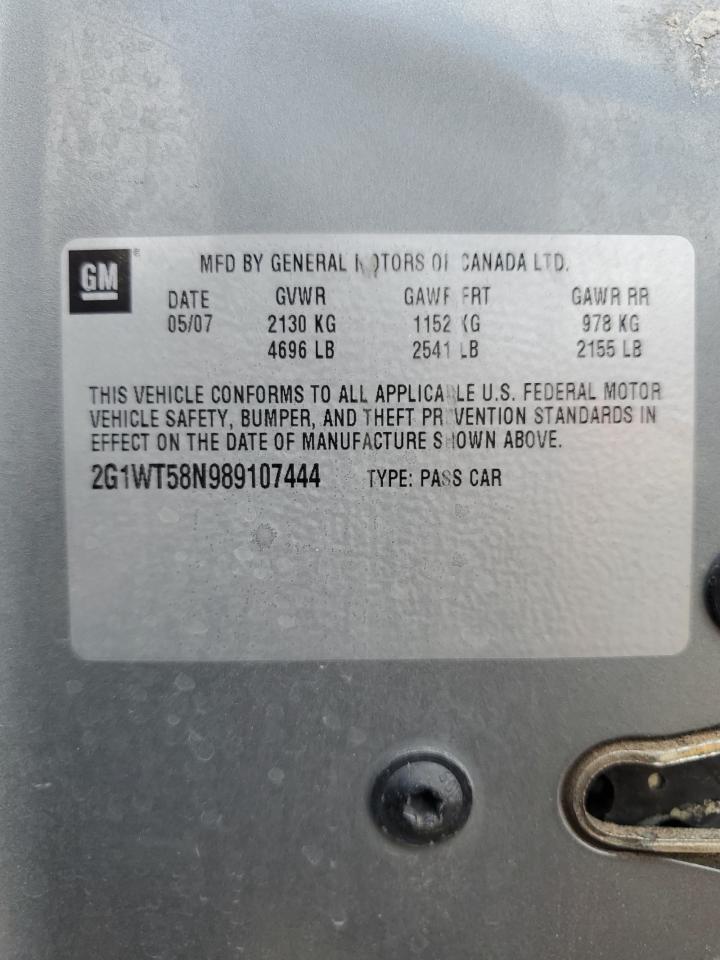 GM
MFD BY GENERAL MOTORS OF CANADA LTD.
DATE GVWR GAWR FRT GAWR RR
05/07 2130 KG 1152 KG 978 KG
4696 LB 2541 LB 2155 LB
THIS VEHICLE CONFORMS TO ALL APPLICABLE U.S. FEDERAL MOTOR
VEHICLE SAFETY, BUMPER, AND THEFT PREVENTION STANDARDS IN
EFFECT ON THE DATE OF MANUFACTURE SHOWN ABOVE.
2G1WT58N989107444 TYPE: PASS CAR